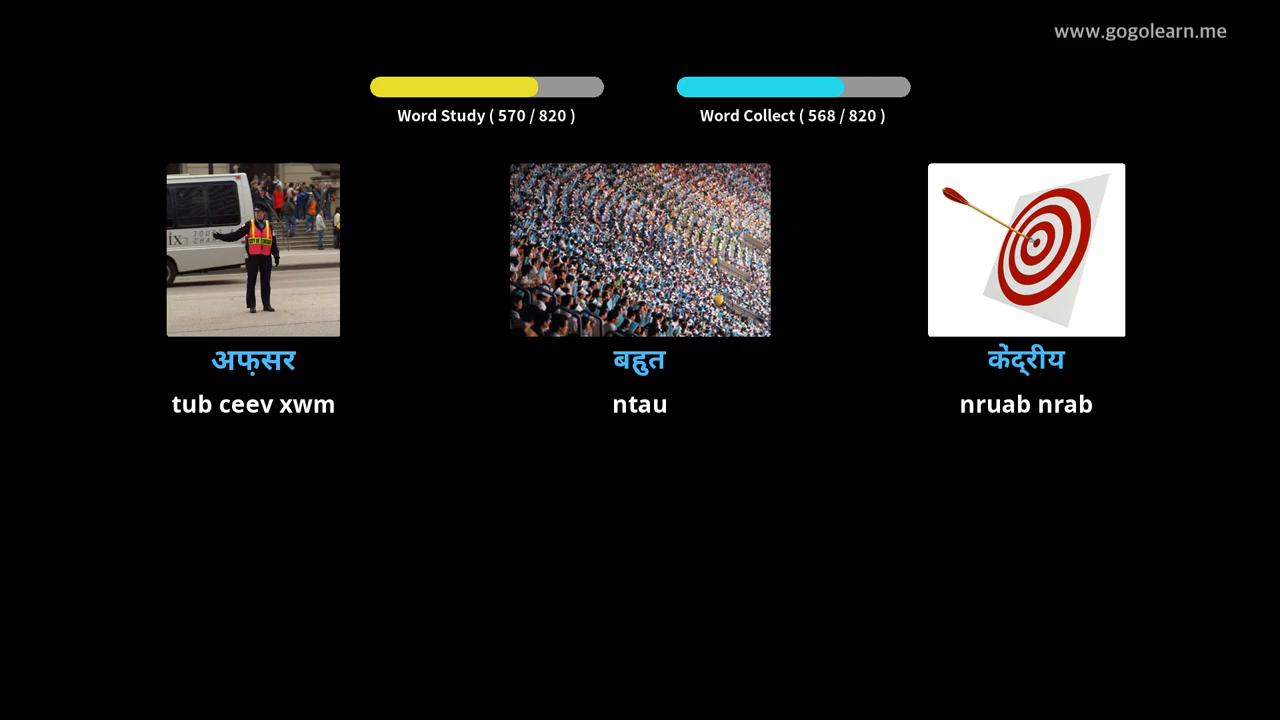 www.gogolearn.me
Word Study ( 570 / 820 )
Word Collect ( 568 / 820 )
अफ़सर
बहुत
केंद्रीय
tub ceev xwm
ntau
nruab nrab